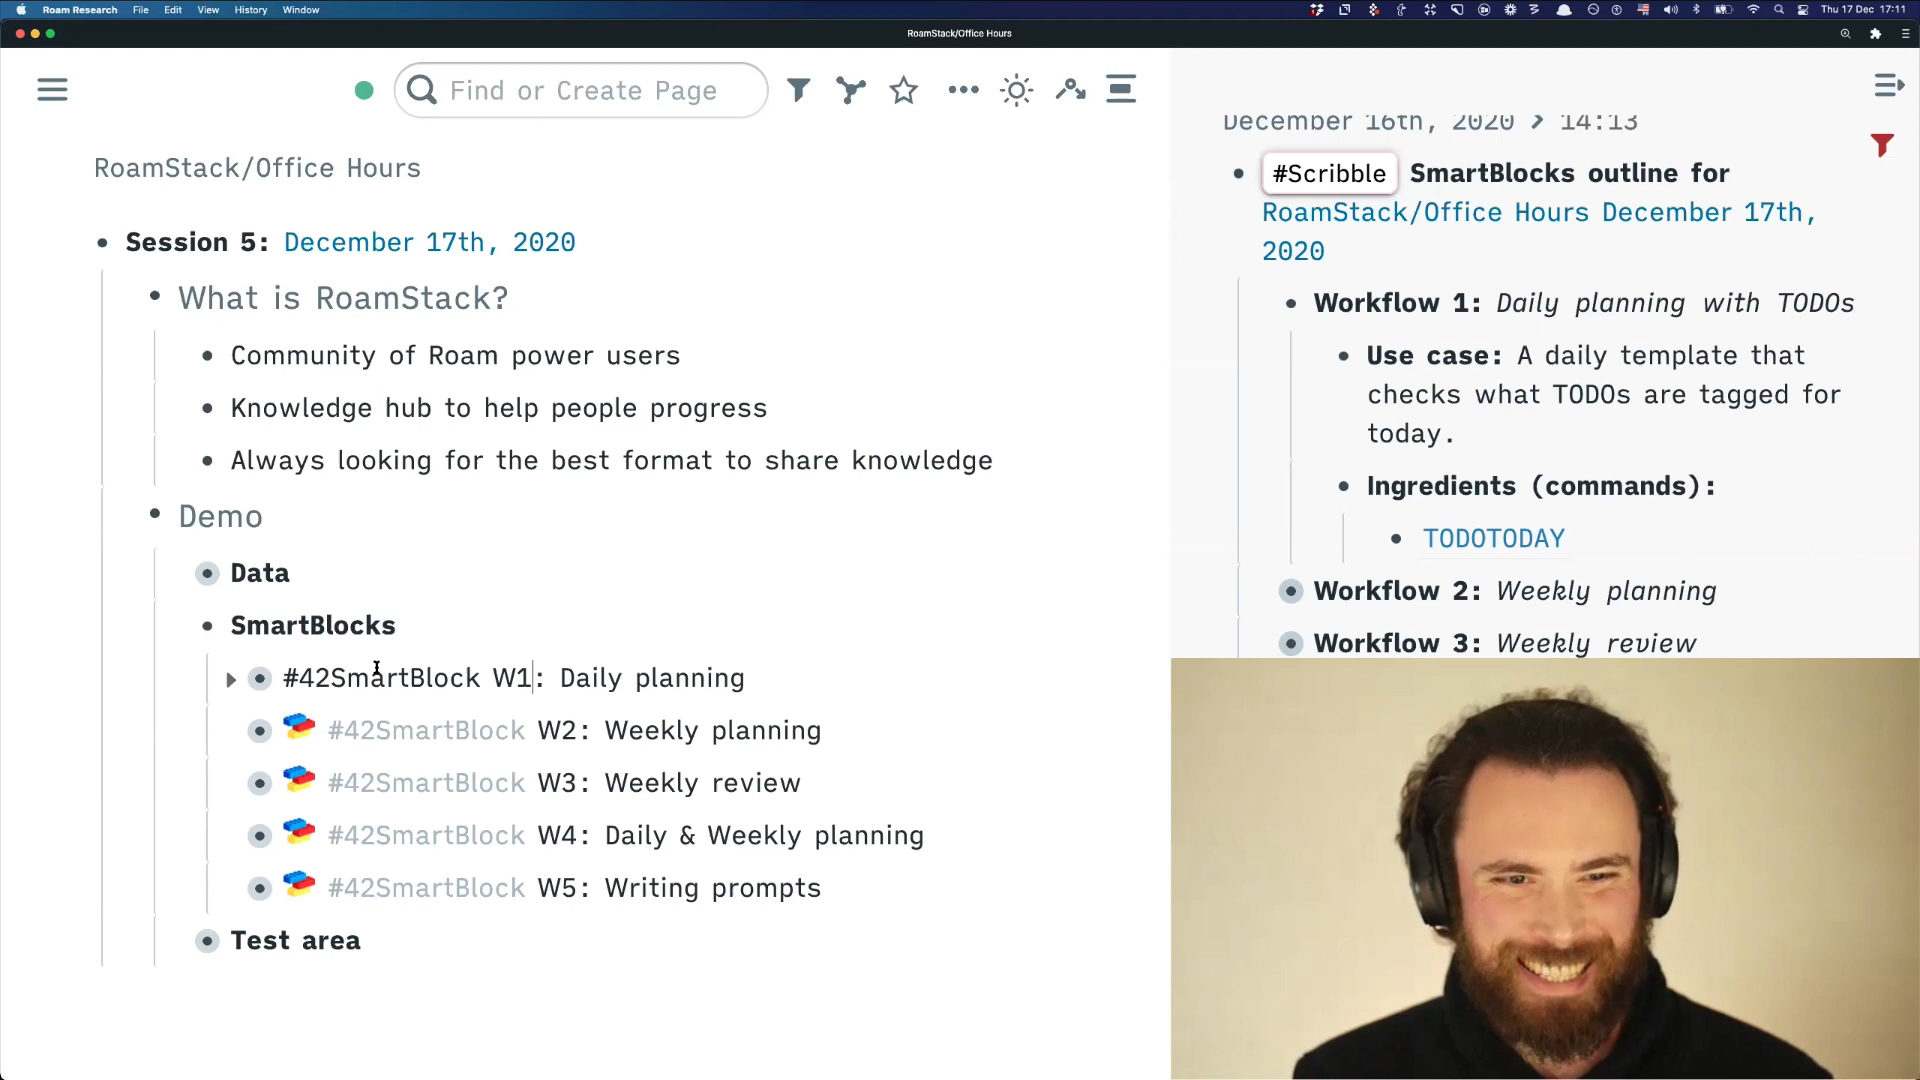 Roam Research File Edit View History Window
Thu 17 Dec 17:11
RoamStack/Office Hours
Find or Create Page
RoamStack/Office Hours
Session 5: December 17th, 2020
What is RoamStack?
Community of Roam power users
Knowledge hub to help people progress
Always looking for the best format to share knowledge
Demo
Data
SmartBlocks
#42SmartBlock W1: Daily planning
#42SmartBlock W2: Weekly planning
#42SmartBlock W3: Weekly review
#42SmartBlock W4: Daily & Weekly planning
#42SmartBlock W5: Writing prompts
Test area
December 16th, 2020 > 14:13
#Scribble SmartBlocks outline for
RoamStack/Office Hours December 17th,
2020
Workflow 1: Daily planning with TODOs
Use case: A daily template that
checks what TODOs are tagged for
today.
Ingredients (commands):
TODOTODAY
Workflow 2: Weekly planning
Workflow 3: Weekly review